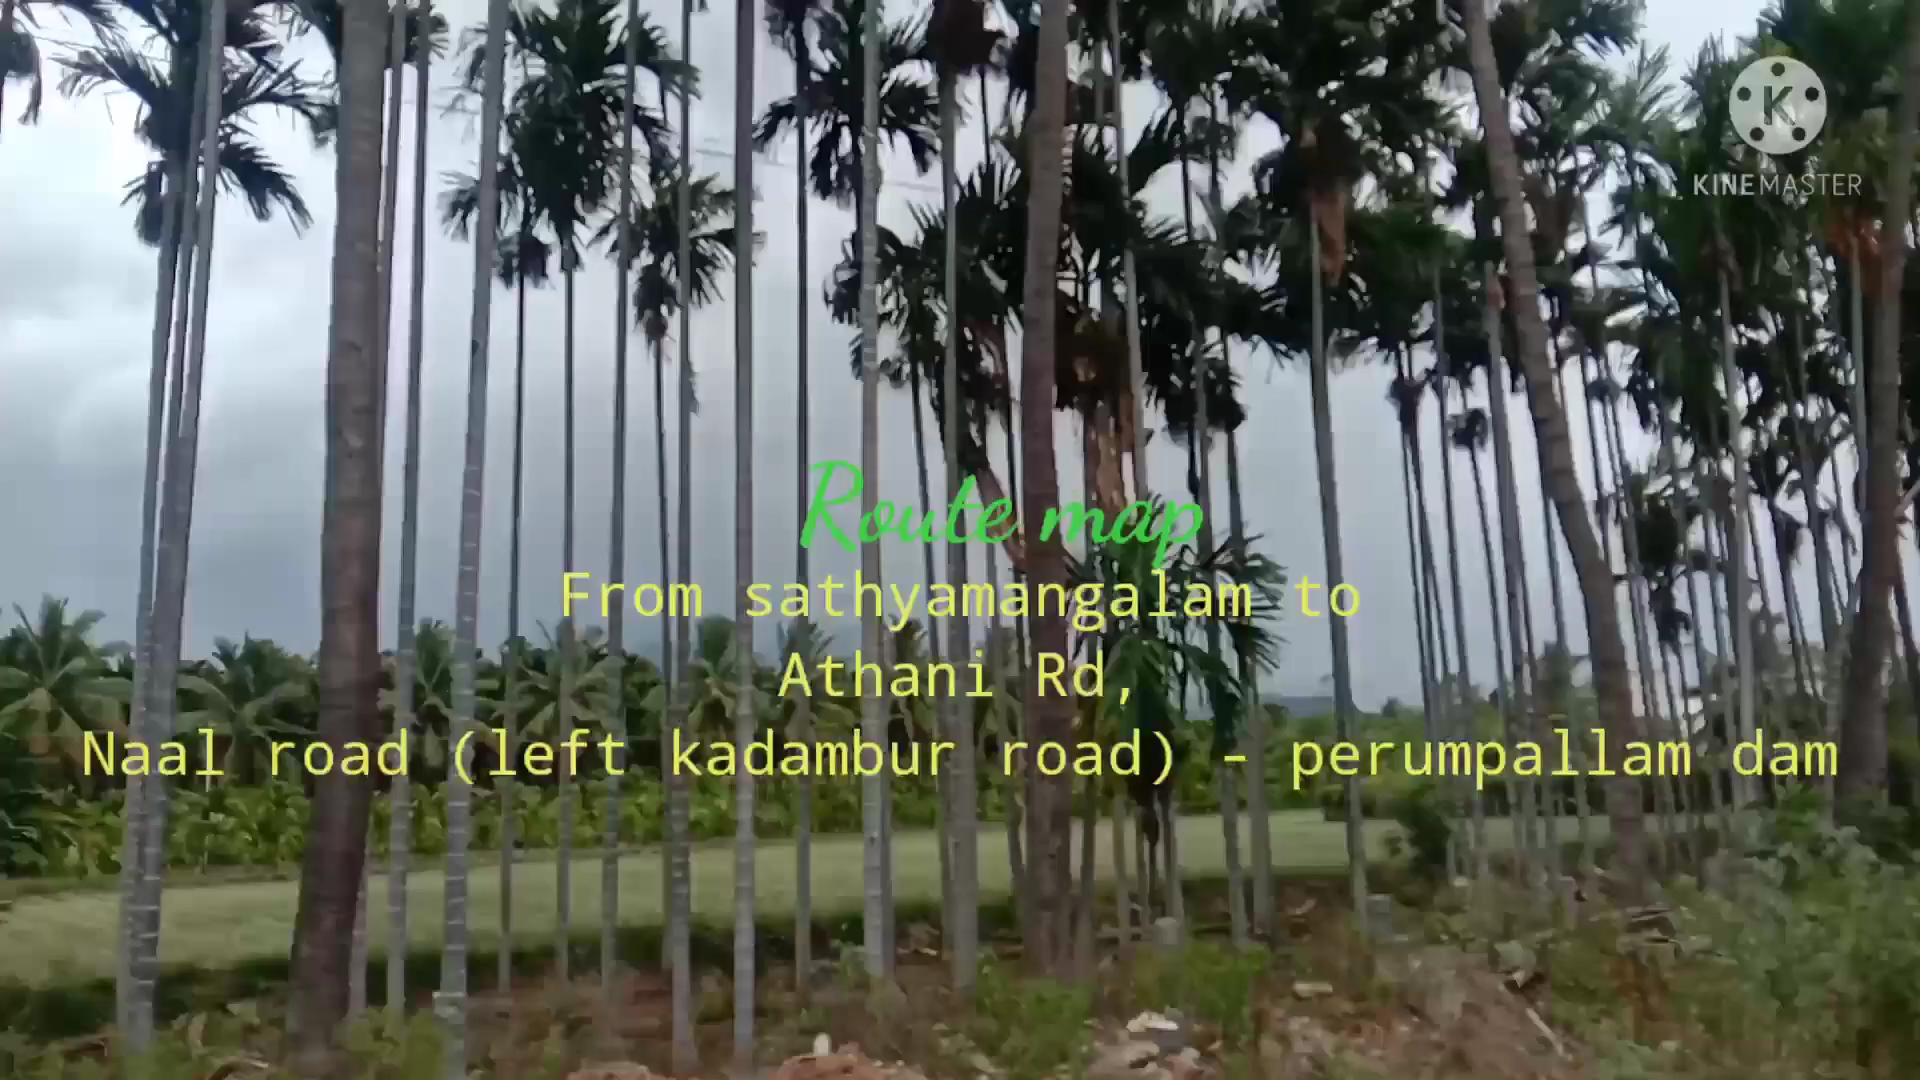 K
KINEMASTER
Route map
From sathyamangalam to
Athani Rd,
Naal road (left kadambur road) - perumpallam dam